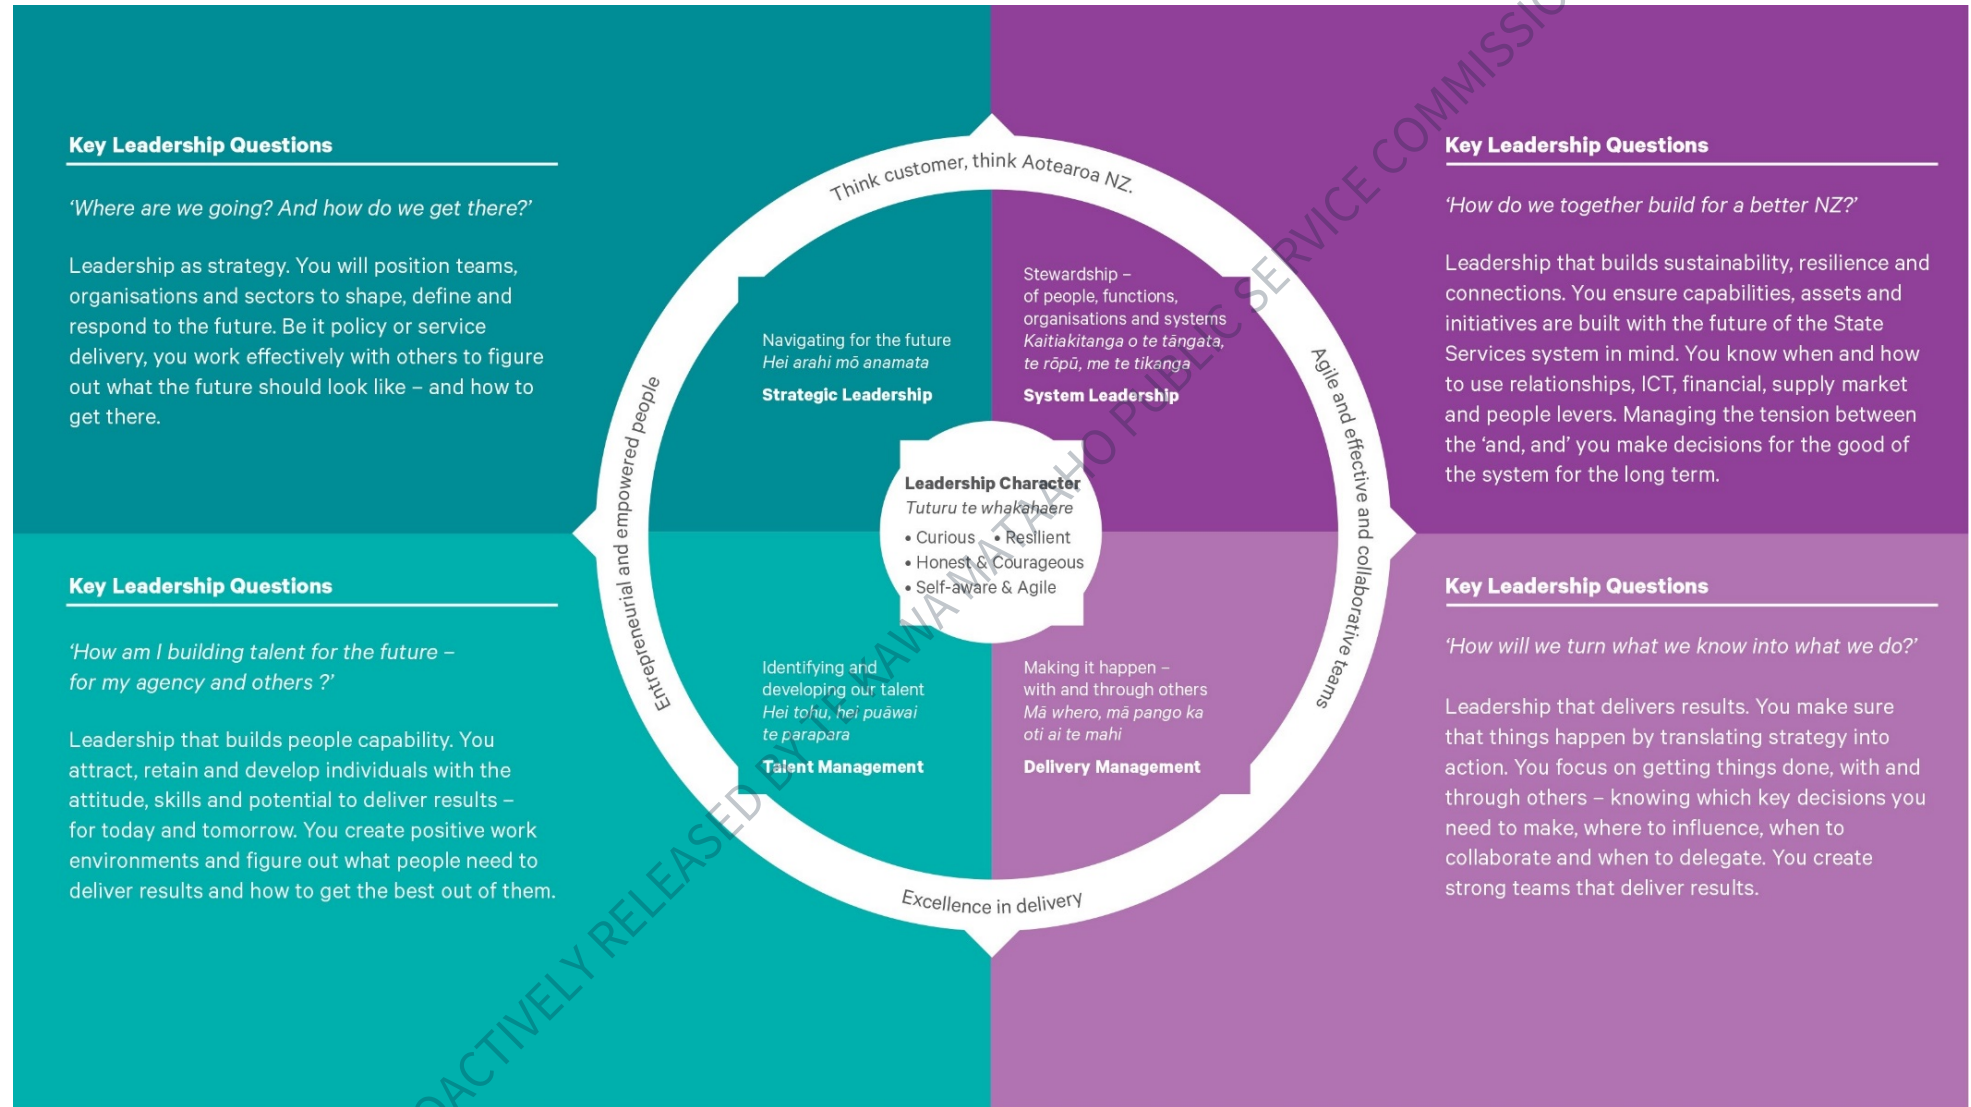 Key Leadership Questions
‘Where are we going? And how do we get there?’
Leadership as strategy. You will position teams,
organisations and sectors to shape, define and
respond to the future. Be it policy or service
delivery, you work effectively with others to figure
out what the future should look like – and how to
get there.
Key Leadership Questions
‘How do we together build for a better NZ?’
Leadership that builds sustainability, resilience and
connections. You ensure capabilities, assets and
initiatives are built with the future of the State
Services system in mind. You know when and how
to use relationships, ICT, financial, supply market
and people levers. Managing the tension between
the ‘and, and’ you make decisions for the good of
the system for the long term.
Key Leadership Questions
‘How am I building talent for the future –
for my agency and others ?’
Leadership that builds people capability. You
attract, retain and develop individuals with the
attitude, skills and potential to deliver results –
for today and tomorrow. You create positive work
environments and figure out what people need to
deliver results and how to get the best out of them.
Key Leadership Questions
‘How will we turn what we know into what we do?’
Leadership that delivers results. You make sure
that things happen by translating strategy into
action. You focus on getting things done, with and
through others – knowing which key decisions you
need to make, where to influence, when to
collaborate and when to delegate. You create
strong teams that deliver results.
Think customer, think Aotearoa NZ.
Agile and effective and collaborative teams
Excellence in delivery
Entrepreneurial and empowered people
Navigating for the future
Hei arahi mō anamata
Strategic Leadership
Stewardship –
of people, functions,
organisations and systems
Kaitiakitanga o te tāngata,
te rōpū, me te tikanga
System Leadership
Leadership Character
Tuturu te whakahaere
• Curious • Resilient
• Honest & Courageous
• Self-aware & Agile
Identifying and
developing our talent
Hei tohu, hei puāwai
te parapara
Talent Management
Making it happen –
with and through others
Mā whero, mā pango ka
oti ai te mahi
Delivery Management
OACTIVELY RELEASED BY TE KAWA MATAAHO PUBLIC SERVICE COMMISSIO